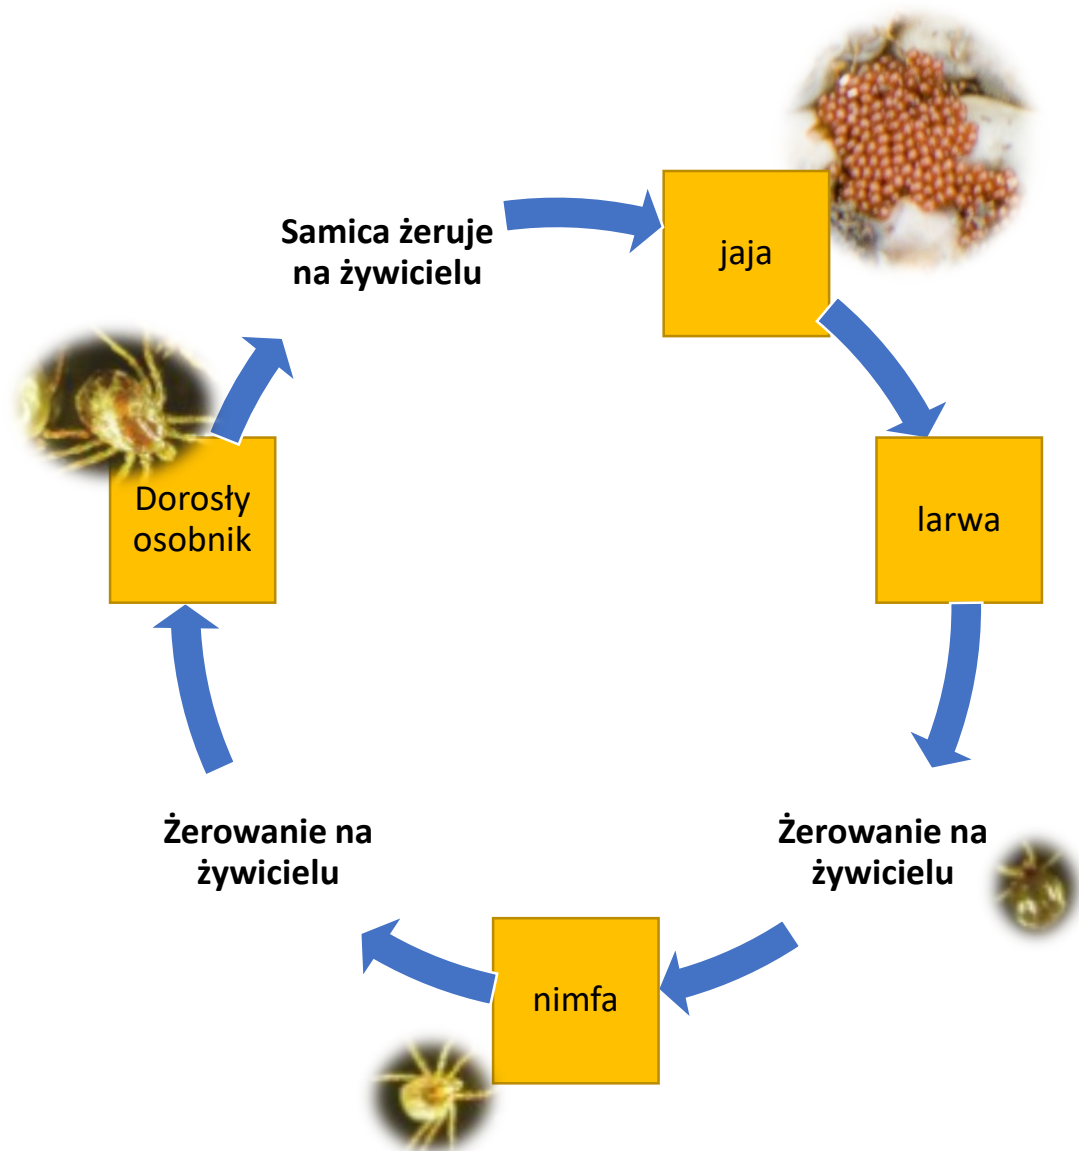 Samica żeruje
na żywicielu
jaja
larwa
Żerowanie na
żywicielu
nimfa
Żerowanie na
żywicielu
Dorosły
osobnik